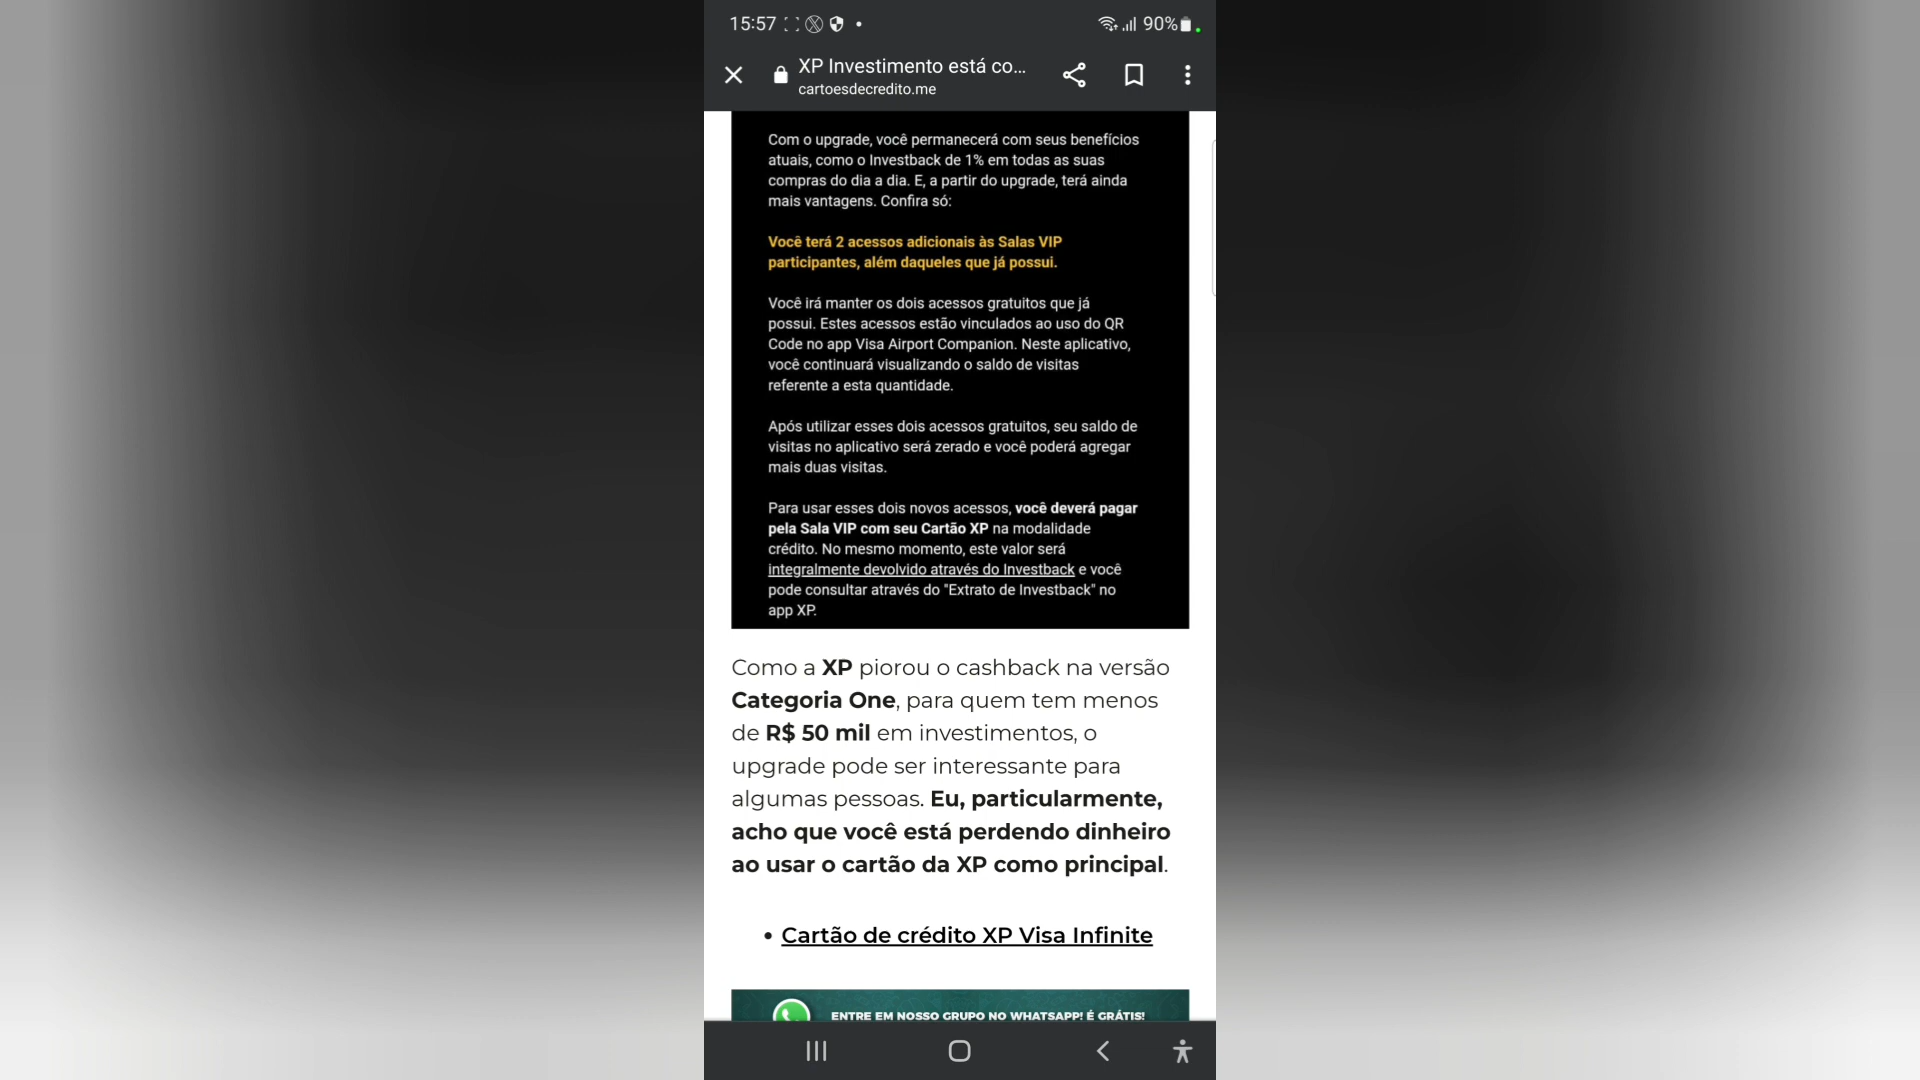 15:57
90%
XP Investimento está co...
cartoesdecredito.me
Com o upgrade, você permanecerá com seus benefícios
atuais, como o Investback de 1% em todas as suas
compras do dia a dia. E, a partir do upgrade, terá ainda
mais vantagens. Confira só:
Você terá 2 acessos adicionais às Salas VIP
participantes, além daqueles que já possui.
Você irá manter os dois acessos gratuitos que já
possui. Estes acessos estão vinculados ao uso do QR
Code no app Visa Airport Companion. Neste aplicativo,
você continuará visualizando o saldo de visitas
referente a esta quantidade.
Após utilizar esses dois acessos gratuitos, seu saldo de
visitas no aplicativo será zerado e você poderá agregar
mais duas visitas.
Para usar esses dois novos acessos, você deverá pagar
pela Sala VIP com seu Cartão XP na modalidade
crédito. No mesmo momento, este valor será
integralmente devolvido através do Investback e você
pode consultar através do "Extrato de Investback" no
app XP.
Como a XP piorou o cashback na versão
Categoria One, para quem tem menos
de R$ 50 mil em investimentos, o
upgrade pode ser interessante para
algumas pessoas. Eu, particularmente,
acho que você está perdendo dinheiro
ao usar o cartão da XP como principal.
• Cartão de crédito XP Visa Infinite
ENTRE EM NOSSO GRUPO NO WHATSAPP! É GRÁTIS!